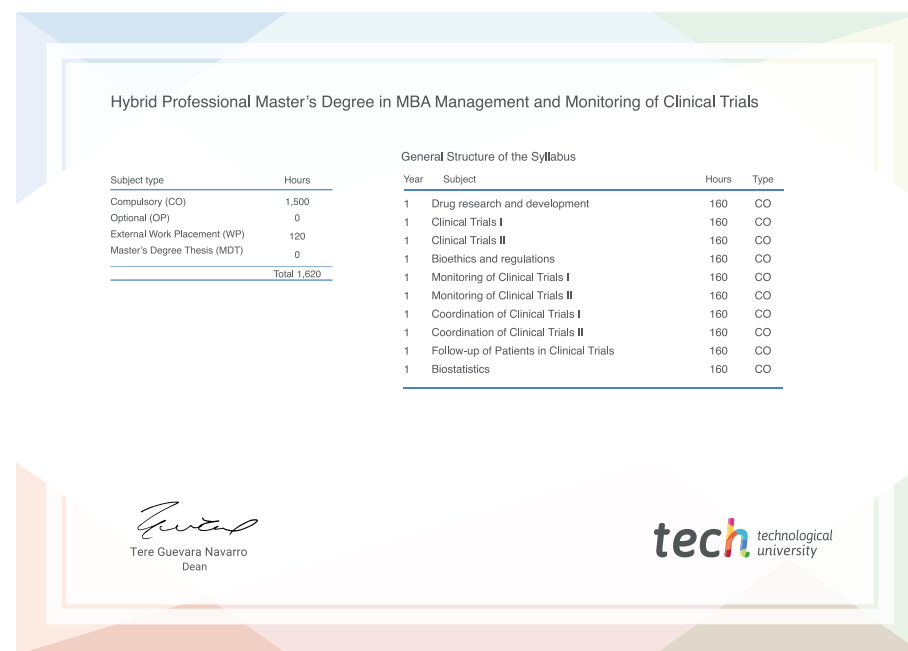 Hybrid Professional Master's Degree in MBA Management and Monitoring of Clinical Trials
Subject type Hours
Compulsory (CO) 1,500
Optional (OP) 0
External Work Placement (WP) 120
Master's Degree Thesis (MDT) 0
Total 1,620
General Structure of the Syllabus
Year Subject Hours Type
1 Drug research and development 160 CO
1 Clinical Trials I 160 CO
1 Clinical Trials II 160 CO
1 Bioethics and regulations 160 CO
1 Monitoring of Clinical Trials I 160 CO
1 Monitoring of Clinical Trials II 160 CO
1 Coordination of Clinical Trials I 160 CO
1 Coordination of Clinical Trials II 160 CO
1 Follow-up of Patients in Clinical Trials 160 CO
1 Biostatistics 160 CO
Tere Guevara Navarro
Dean
tech technological
university